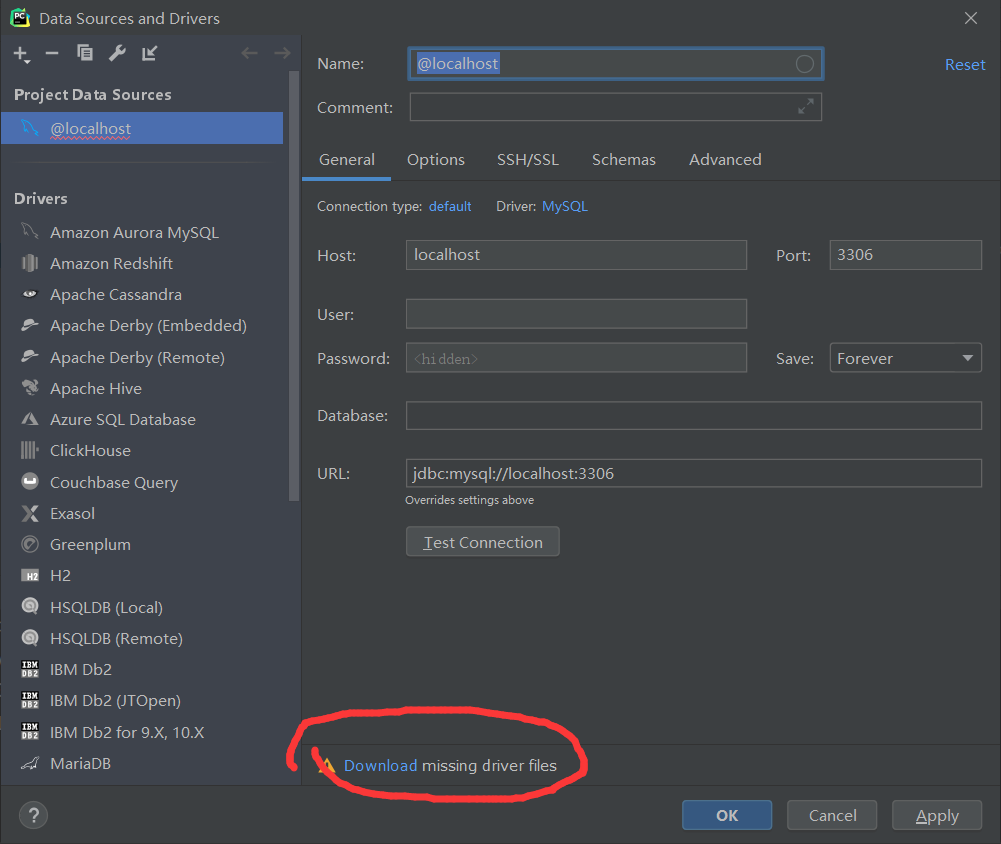 Data Sources and Drivers
Project Data Sources
@localhost
Drivers
Amazon Aurora MySQL
Amazon Redshift
Apache Cassandra
Apache Derby (Embedded)
Apache Derby (Remote)
Apache Hive
Azure SQL Database
ClickHouse
Couchbase Query
Exasol
Greenplum
H2
HSQLDB (Local)
HSQLDB (Remote)
IBM Db2
IBM Db2 (JTOpen)
IBM Db2 for 9.X, 10.X
MariaDB
Name: @localhost Reset
Comment:
General Options SSH/SSL Schemas Advanced
Connection type: default Driver: MySQL
Host: localhost Port: 3306
User:
Password: <hidden> Save: Forever
Database:
URL: jdbc:mysql://localhost:3306
Overrides settings above
Test Connection
Download missing driver files
? OK Cancel Apply